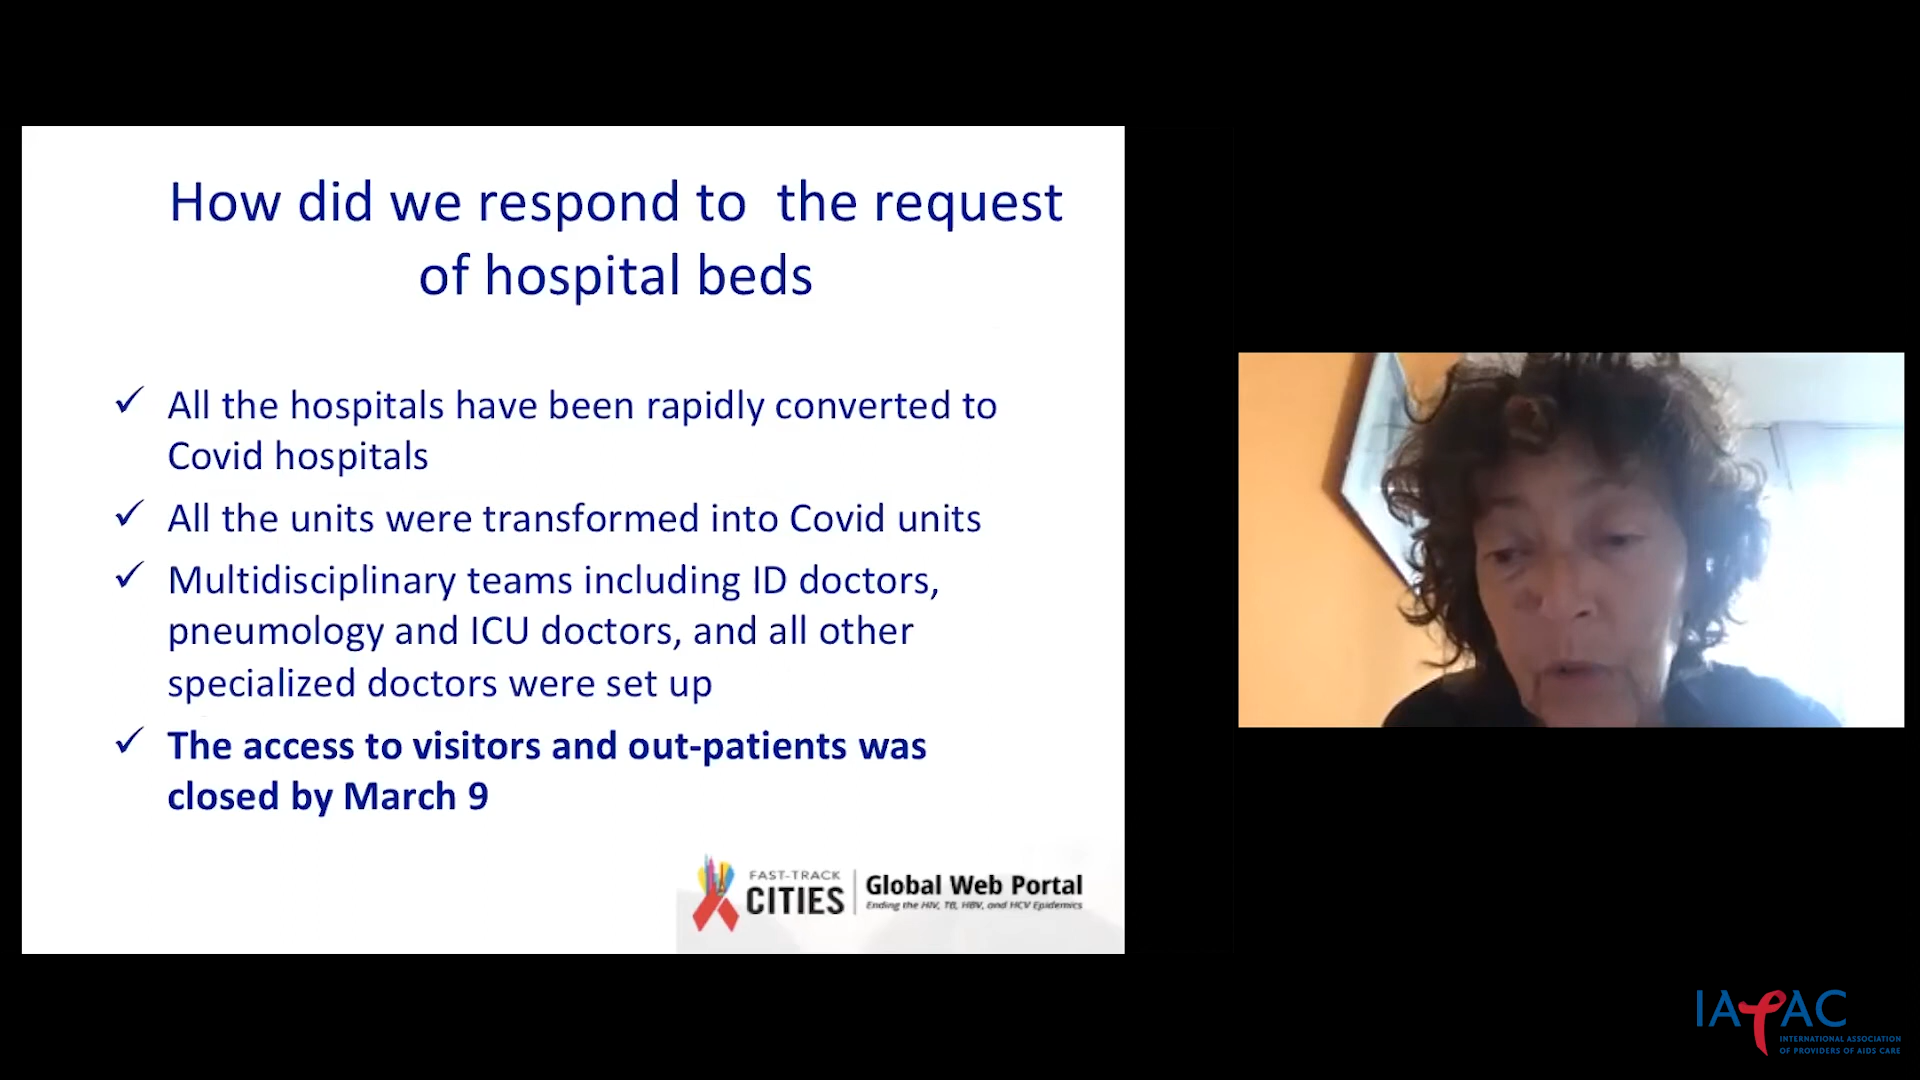 How did we respond to the request
of hospital beds
✓ All the hospitals have been rapidly converted to
Covid hospitals
✓ All the units were transformed into Covid units
✓ Multidisciplinary teams including ID doctors,
pneumology and ICU doctors, and all other
specialized doctors were set up
✓ The access to visitors and out-patients was
closed by March 9
FAST-TRACK
CITIES
Global Web Portal
Ending the HIV, TB, HBV, and HCV Epidemics
IAPAC
INTERNATIONAL ASSOCIATION
OF PROVIDERS OF AIDS CARE